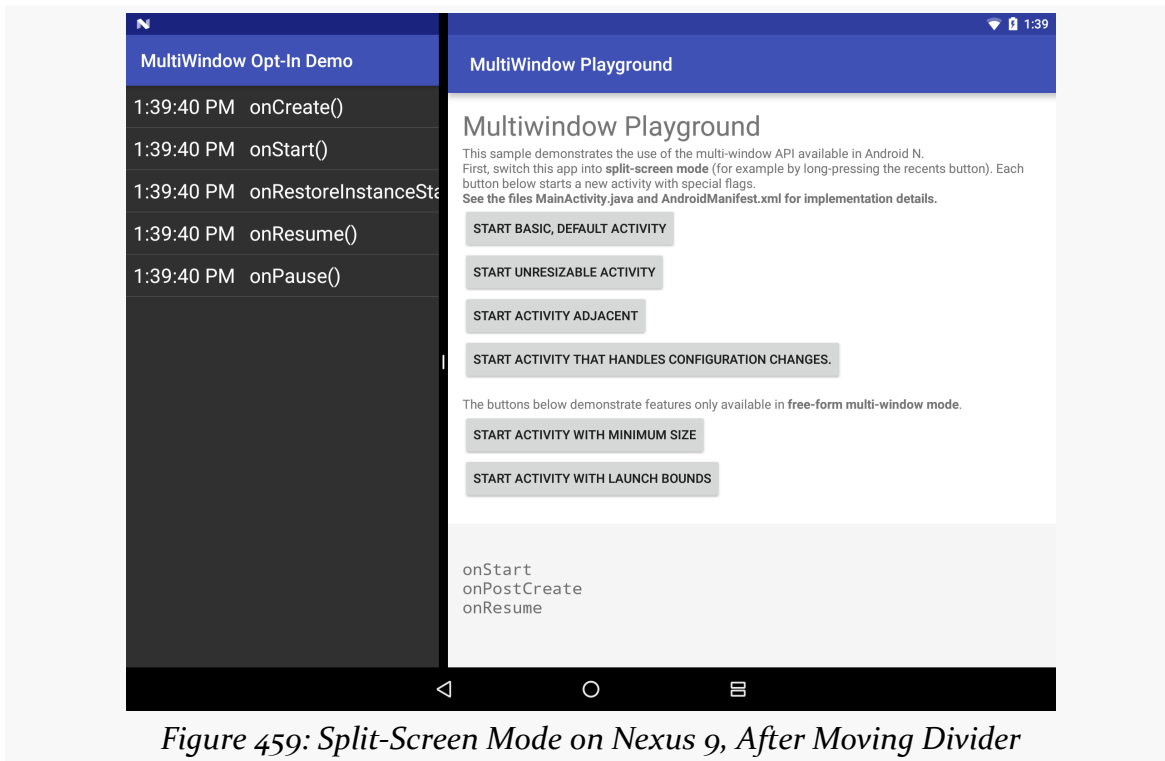 1:39
MultiWindow Opt-In Demo
1:39:40 PM onCreate()
1:39:40 PM onStart()
1:39:40 PM onRestoreInstanceSta
1:39:40 PM onResume()
1:39:40 PM onPause()
MultiWindow Playground
Multiwindow Playground
This sample demonstrates the use of the multi-window API available in Android N.
First, switch this app into split-screen mode (for example by long-pressing the recents button). Each
button below starts a new activity with special flags.
See the files MainActivity.java and AndroidManifest.xml for implementation details.
START BASIC, DEFAULT ACTIVITY
START UNRESIZABLE ACTIVITY
START ACTIVITY ADJACENT
START ACTIVITY THAT HANDLES CONFIGURATION CHANGES.
The buttons below demonstrate features only available in free-form multi-window mode.
START ACTIVITY WITH MINIMUM SIZE
START ACTIVITY WITH LAUNCH BOUNDS
onStart
onPostCreate
onResume
Figure 459: Split-Screen Mode on Nexus 9, After Moving Divider